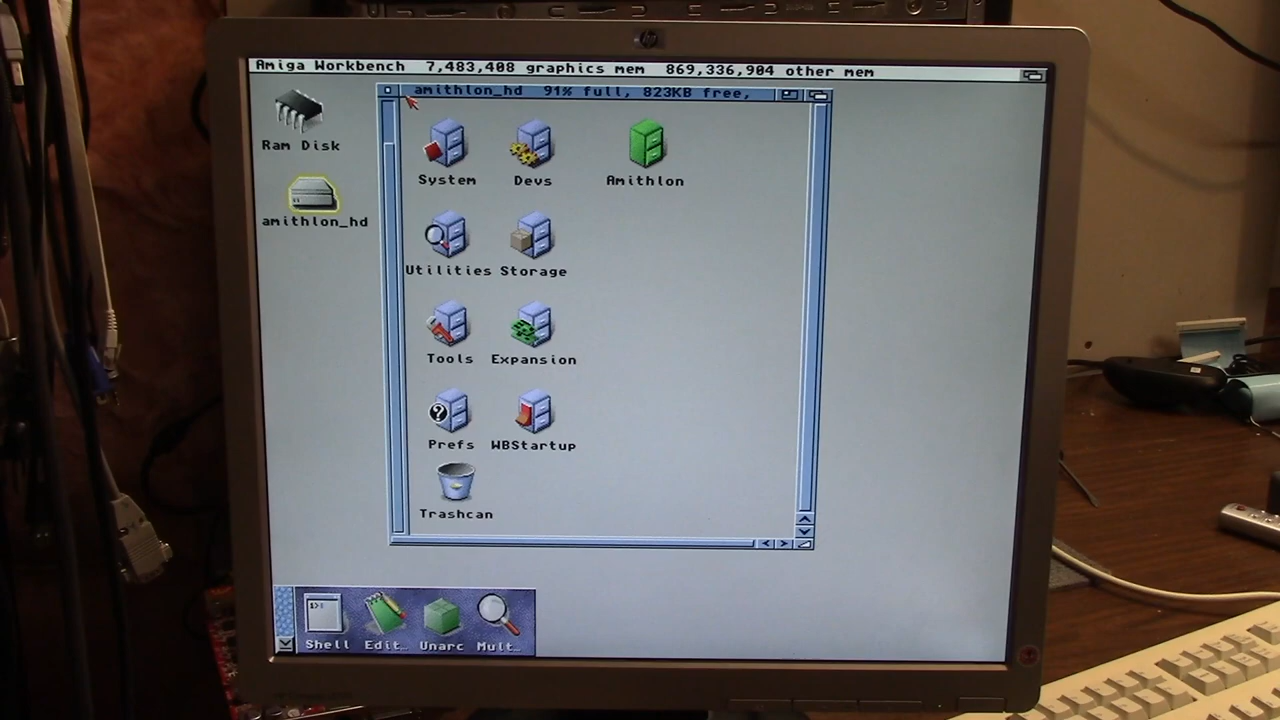 hp
Amiga Workbench 7,483,408 graphics mem 869,336,904 other mem
amithlon_hd 91% full, 823KB free,
Ram Disk
System Devs Amithlon
amithlon_hd
Utilities Storage
Tools Expansion
?
Prefs WBStartup
Trashcan
Shell Edit… Unarc Mult…